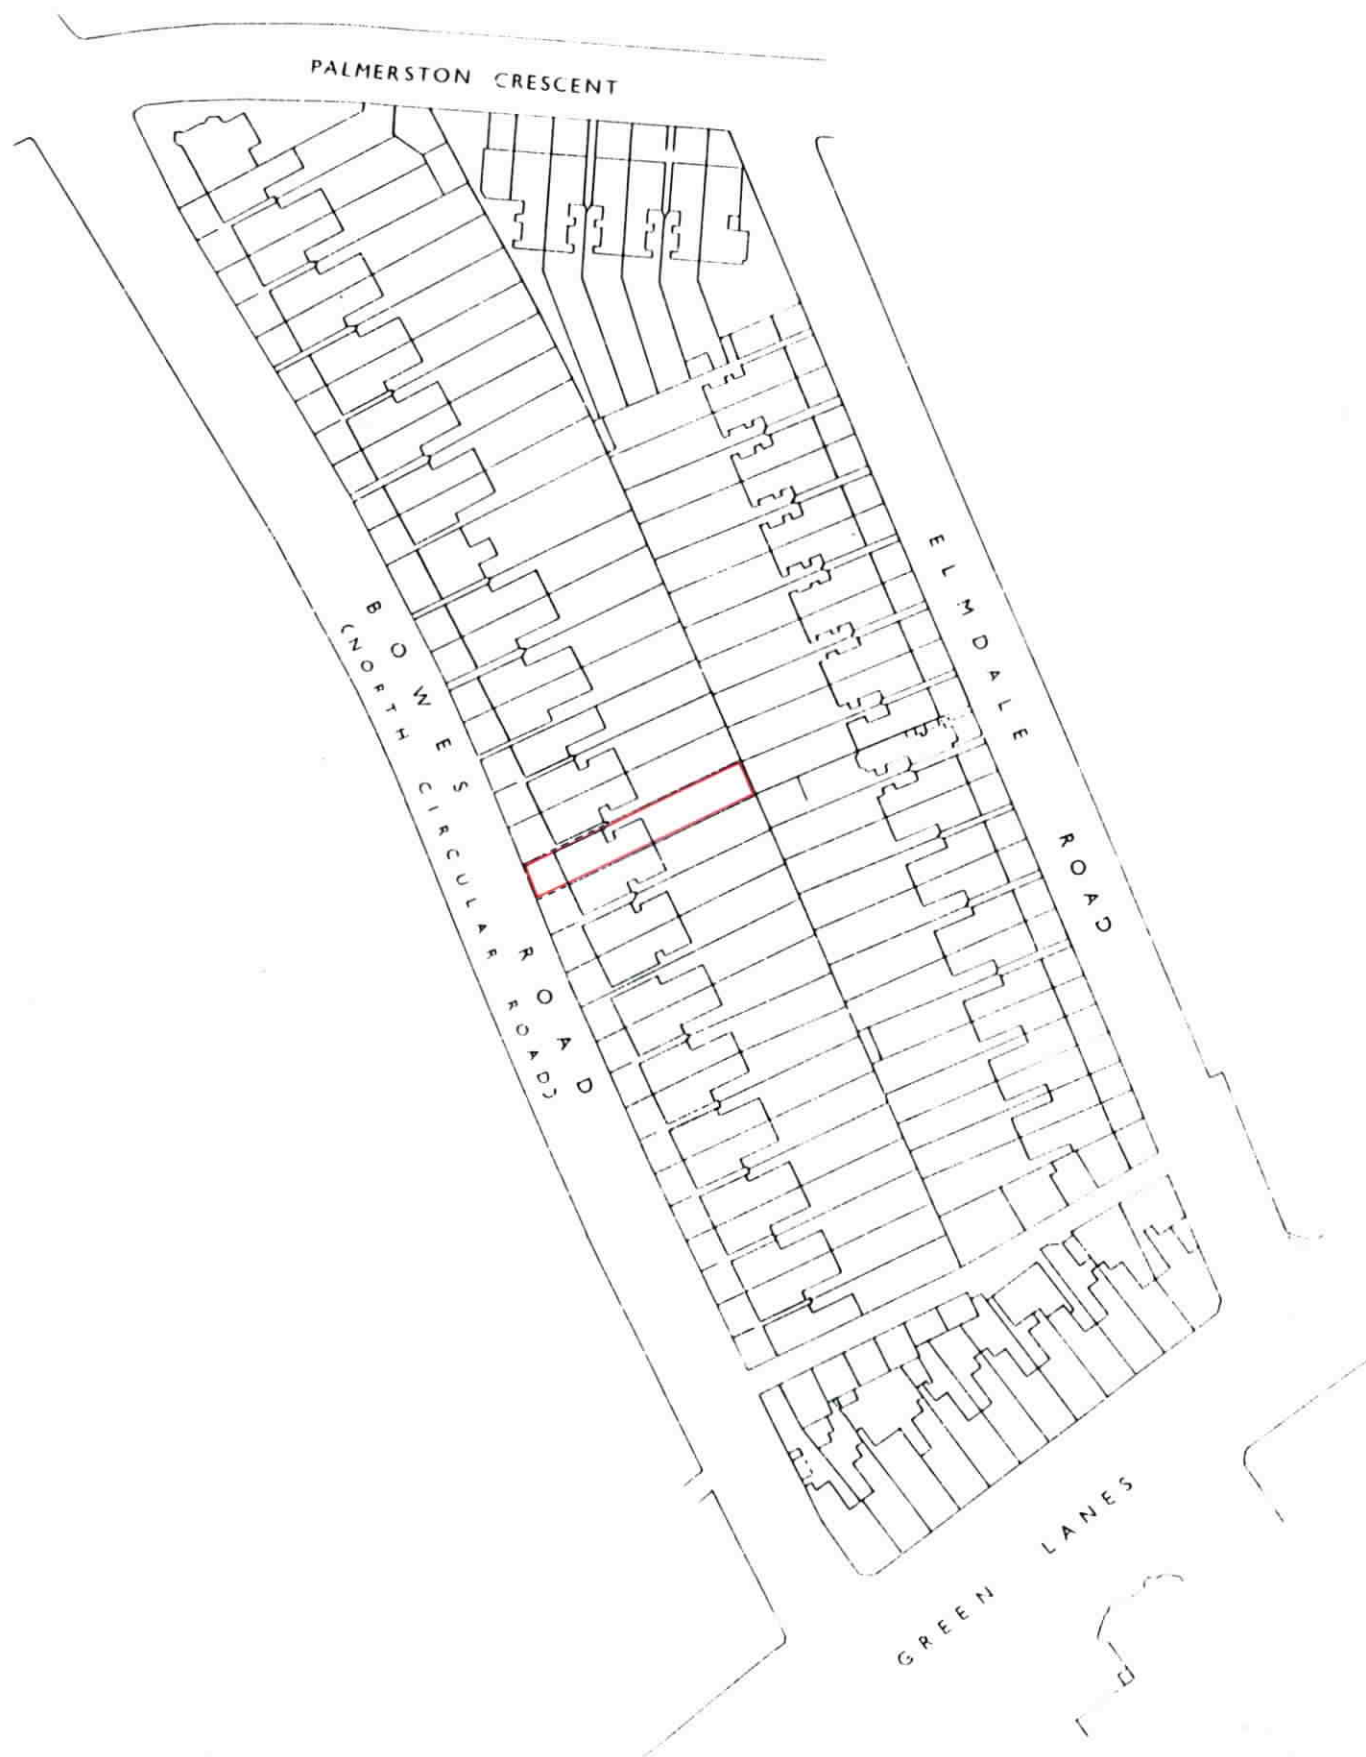 PALMERSTON CRESCENT
ELMDALE ROAD
BOWES ROAD
(NORTH CIRCULAR ROAD)
GREEN LANES